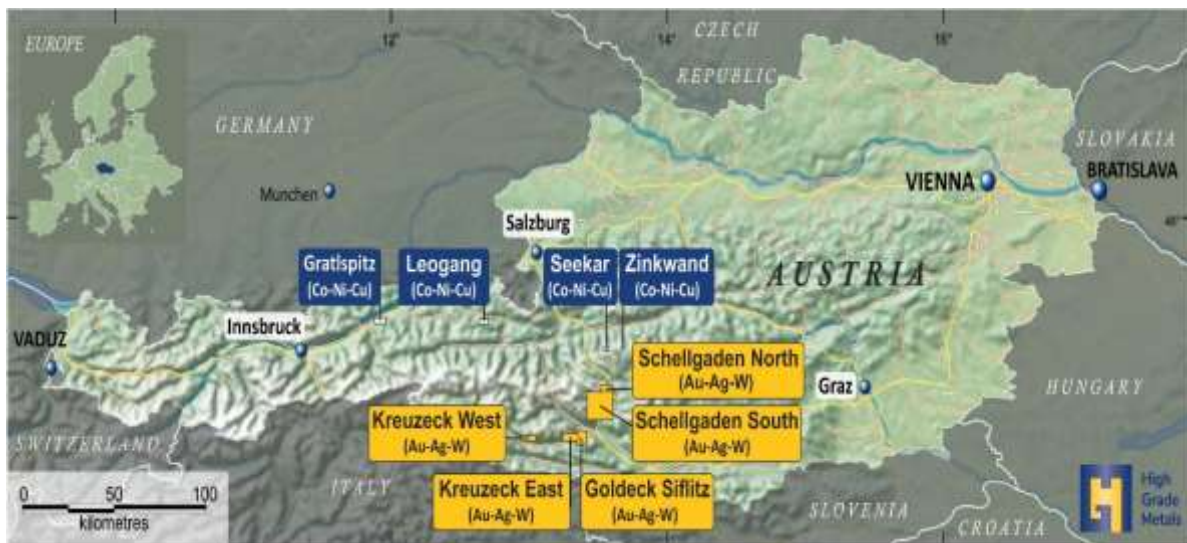 EUROPE
12°
14°
16°
CZECH
REPUBLIC
GERMANY
SLOVAKIA
Munchen
VIENNA
BRATISLAVA
Salzburg
Gratlspitz
(Co-Ni-Cu)
Leogang
(Co-Ni-Cu)
Seekar
(Co-Ni-Cu)
Zinkwand
(Co-Ni-Cu)
AUSTRIA
VADUZ
Innsbruck
Schellgaden North
(Au-Ag-W)
Graz
HUNGARY
Kreuzeck West
(Au-Ag-W)
Schellgaden South
(Au-Ag-W)
SWITZERLAND
ITALY
Kreuzeck East
(Au-Ag-W)
Goldeck Siflitz
(Au-Ag-W)
SLOVENIA
CROATIA
0 50 100
kilometres
High
Grade
Metals